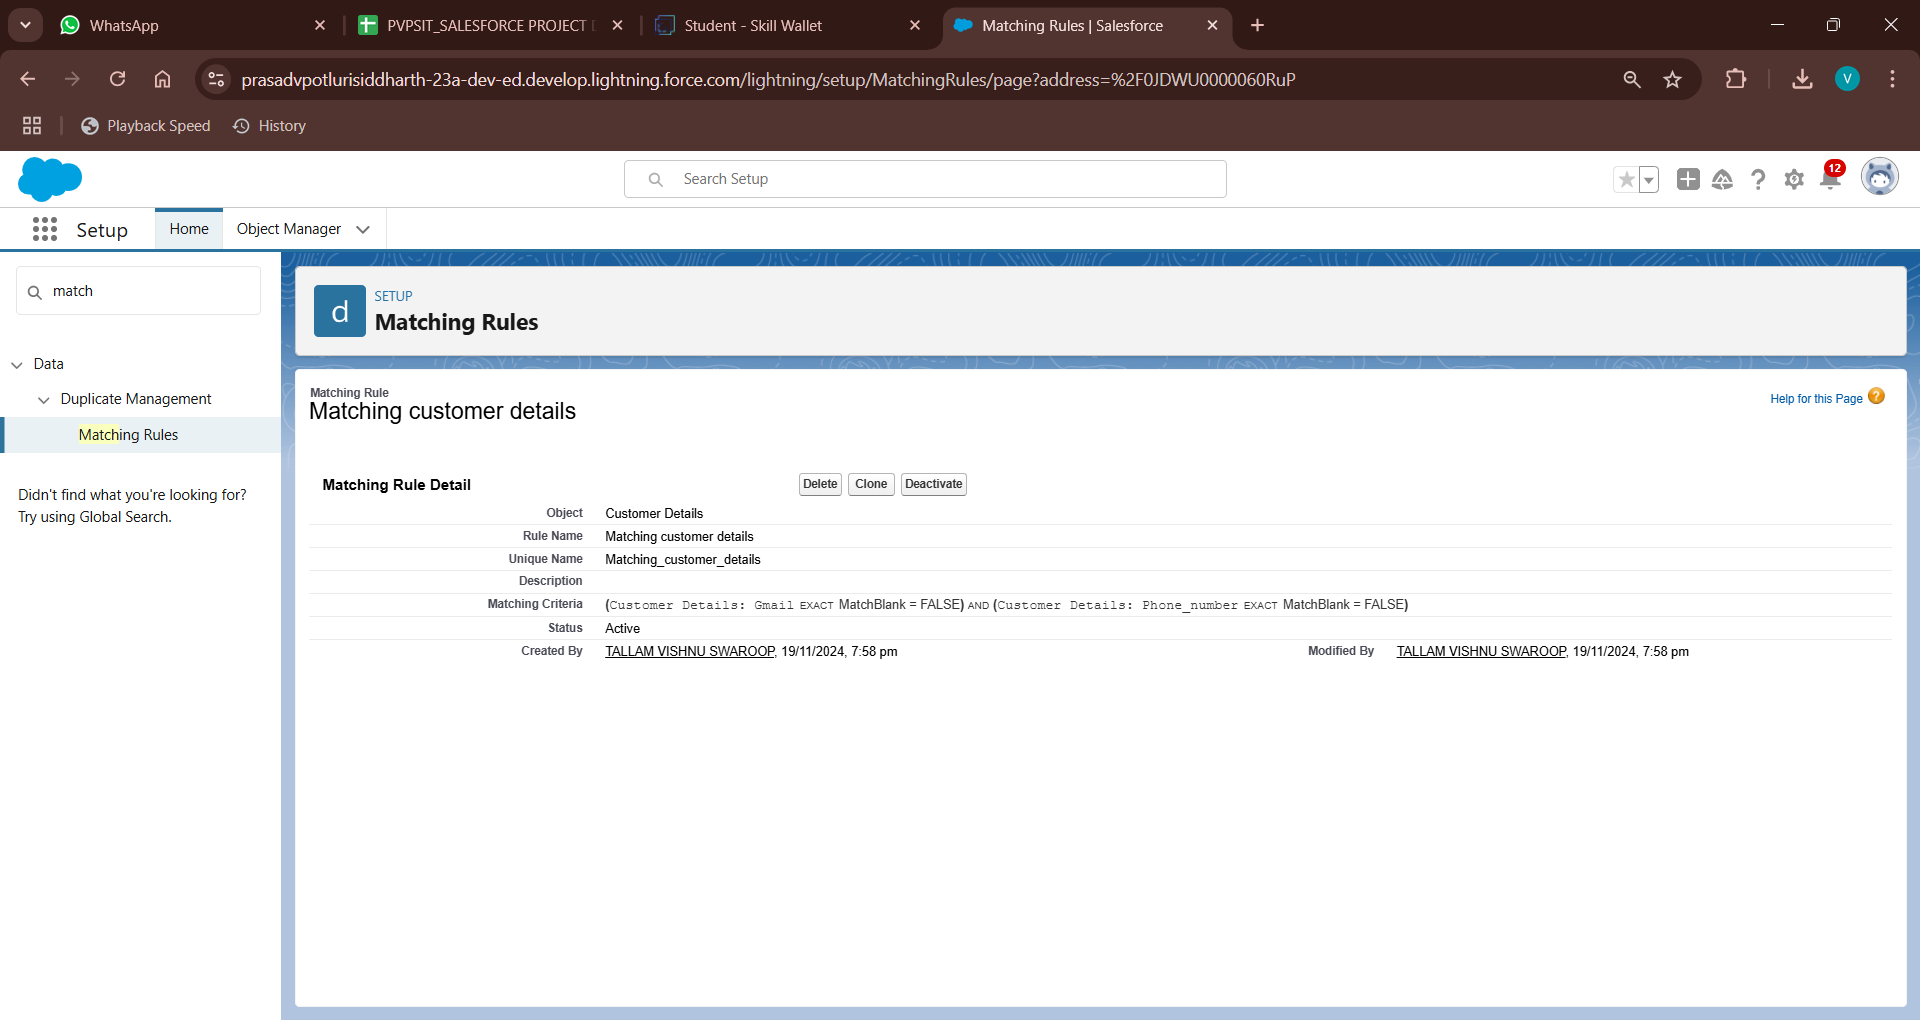 WhatsApp
PVPSIT_SALESFORCE PROJECT
Student - Skill Wallet
Matching Rules | Salesforce
prasadvpotlurisiddharth-23a-dev-ed.develop.lightning.force.com/lightning/setup/MatchingRules/page?address=%2F0JDWU0000060RuP
V
Playback Speed
History
Search Setup
12
Setup
Home
Object Manager
match
Data
Duplicate Management
Matching Rules
Didn't find what you're looking for?
Try using Global Search.
d
SETUP
Matching Rules
Matching Rule
Matching customer details
Help for this Page ?
Matching Rule Detail
Delete Clone Deactivate
Object Customer Details
Rule Name Matching customer details
Unique Name Matching_customer_details
Description
Matching Criteria (Customer Details: Gmail EXACT MatchBlank = FALSE) AND (Customer Details: Phone_number EXACT MatchBlank = FALSE)
Status Active
Created By TALLAM VISHNU SWAROOP, 19/11/2024, 7:58 pm Modified By TALLAM VISHNU SWAROOP, 19/11/2024, 7:58 pm